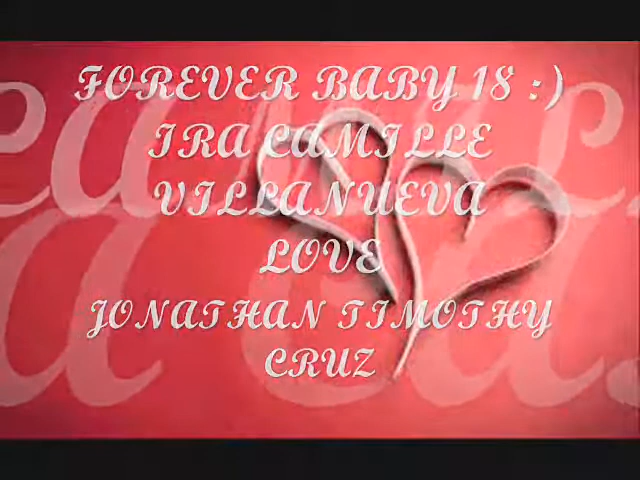 FOREVER BABY 18 :)
IRA CAMILLE
VILLANUEVA
LOVE
JONATHAN TIMOTHY
CRUZ